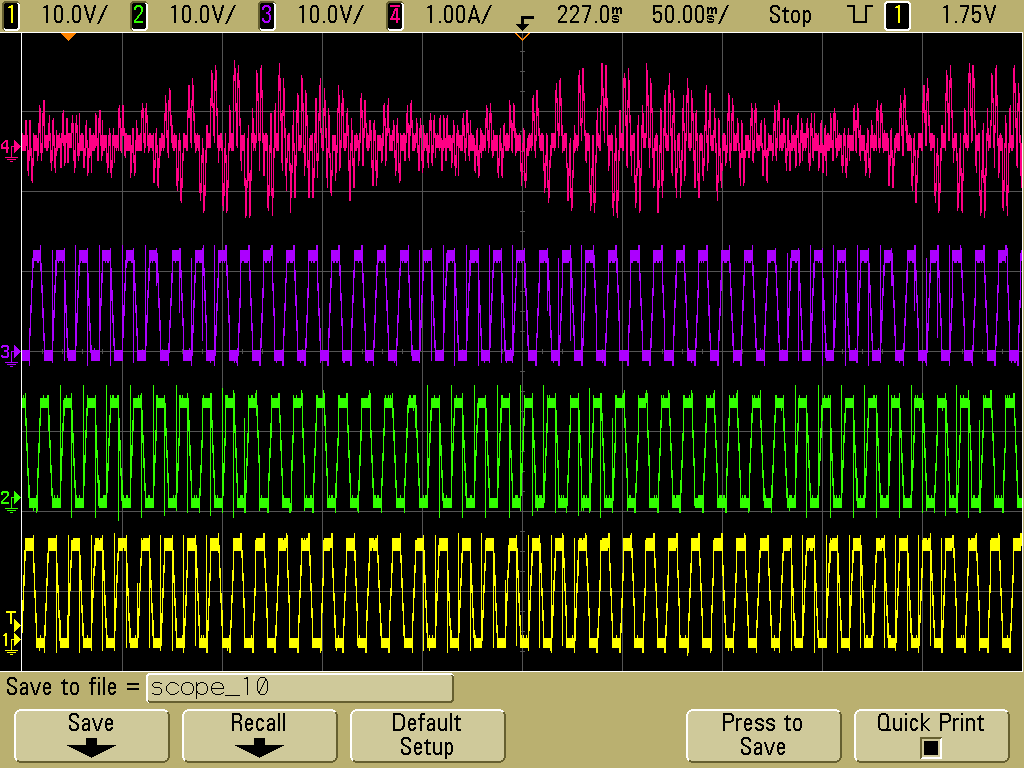 1 10.0V/ 2 10.0V/ 3 10.0V/ 4 1.00A/ 227.0ms 50.00ms/ Stop 1 1.75V
4
3
2
T
1
Save to file = scope_10
Save Recall Default Setup Press to Save Quick Print